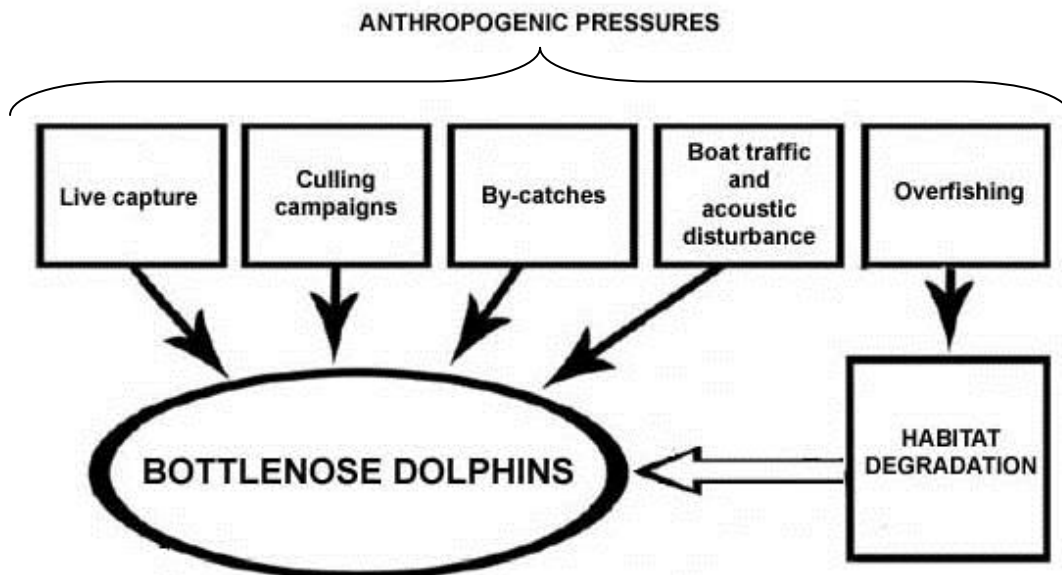 ANTHROPOGENIC PRESSURES
Live capture
Culling
campaigns
By-catches
Boat traffic
and
acoustic
disturbance
Overfishing
BOTTLENOSE DOLPHINS
HABITAT
DEGRADATION